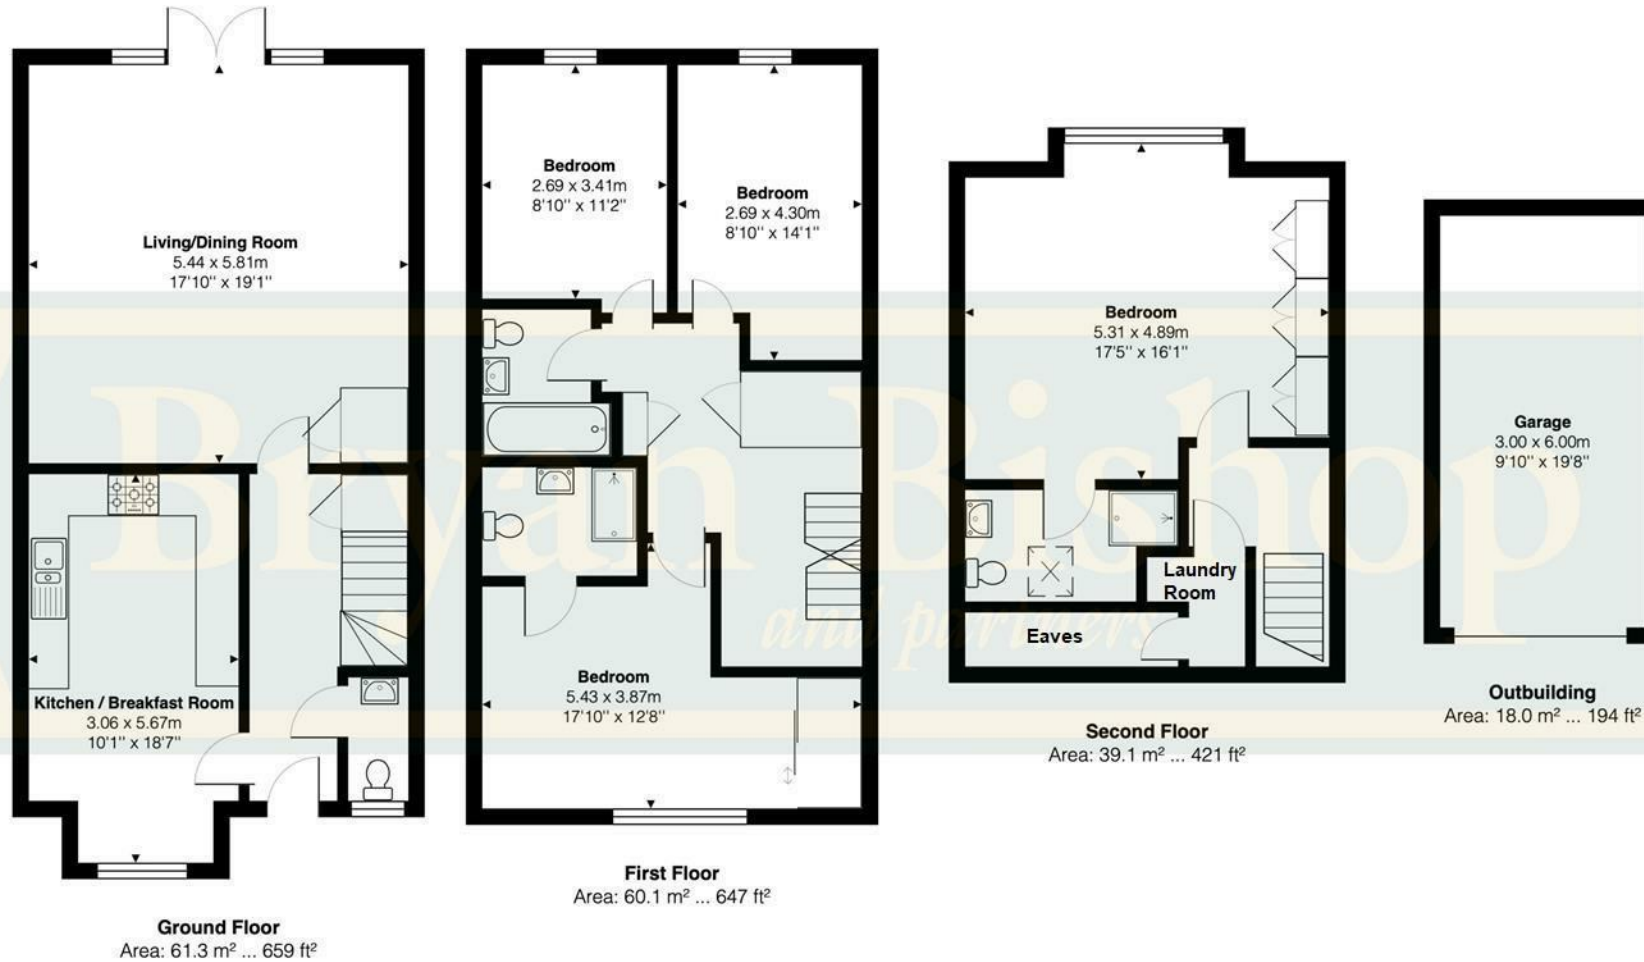 Living/Dining Room
5.44 x 5.81m
17'10" x 19'1"
Kitchen / Breakfast Room
3.06 x 5.67m
10'1" x 18'7"
Ground Floor
Area: 61.3 m² ... 659 ft²
Bedroom
2.69 x 3.41m
8'10" x 11'2"
Bedroom
2.69 x 4.30m
8'10" x 14'1"
Bedroom
5.43 x 3.87m
17'10" x 12'8"
First Floor
Area: 60.1 m² ... 647 ft²
Bedroom
5.31 x 4.89m
17'5" x 16'1"
Laundry
Room
Eaves
Second Floor
Area: 39.1 m² ... 421 ft²
Garage
3.00 x 6.00m
9'10" x 19'8"
Outbuilding
Area: 18.0 m² ... 194 ft²
Bryan Bishop
and partners